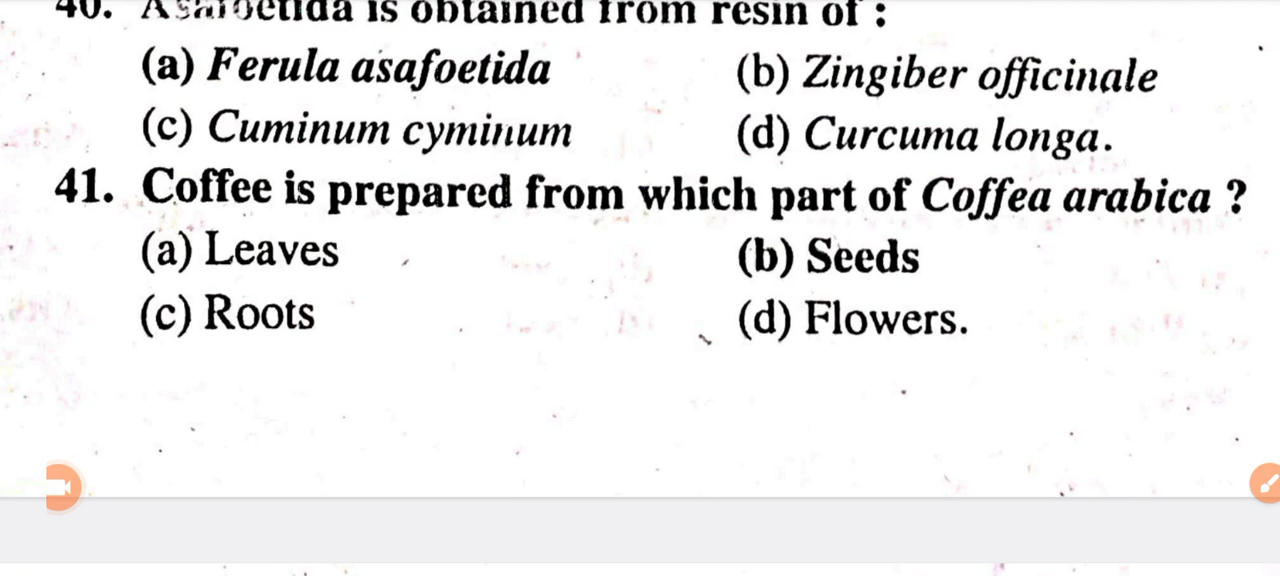 40. Asafoetida is obtained from resin of :
(a) Ferula asafoetida (b) Zingiber officinale
(c) Cuminum cyminum (d) Curcuma longa.
41. Coffee is prepared from which part of Coffea arabica ?
(a) Leaves (b) Seeds
(c) Roots (d) Flowers.